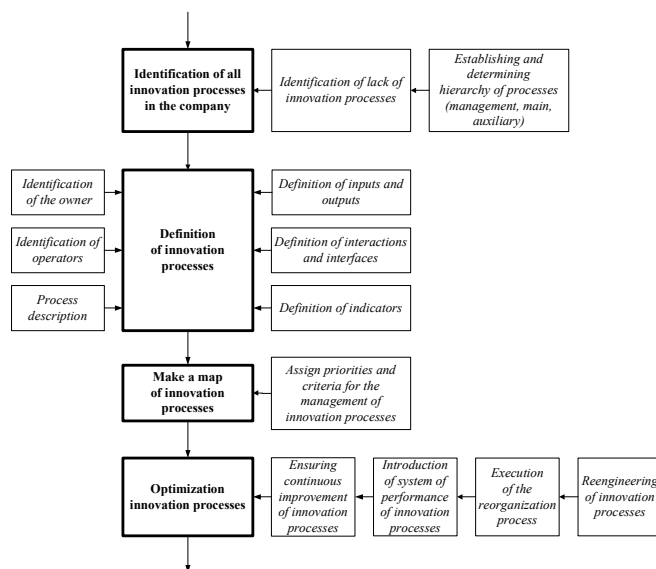 Identification of all
innovation processes
in the company
Identification of lack of
innovation processes
Establishing and
determining
hierarchy of processes
(management, main,
auxiliary)
Identification
of the owner
Definition of inputs and
outputs
Identification of
operators
Definition
of innovation
processes
Definition of interactions
and interfaces
Process
description
Definition of indicators
Make a map
of innovation
processes
Assign priorities and
criteria for the
management of
innovation processes
Optimization
innovation processes
Ensuring
continuous
improvement
of innovation
processes
Introduction
of system of
performance
of innovation
processes
Execution
of the
reorganization
process
Reengineering
of innovation
processes